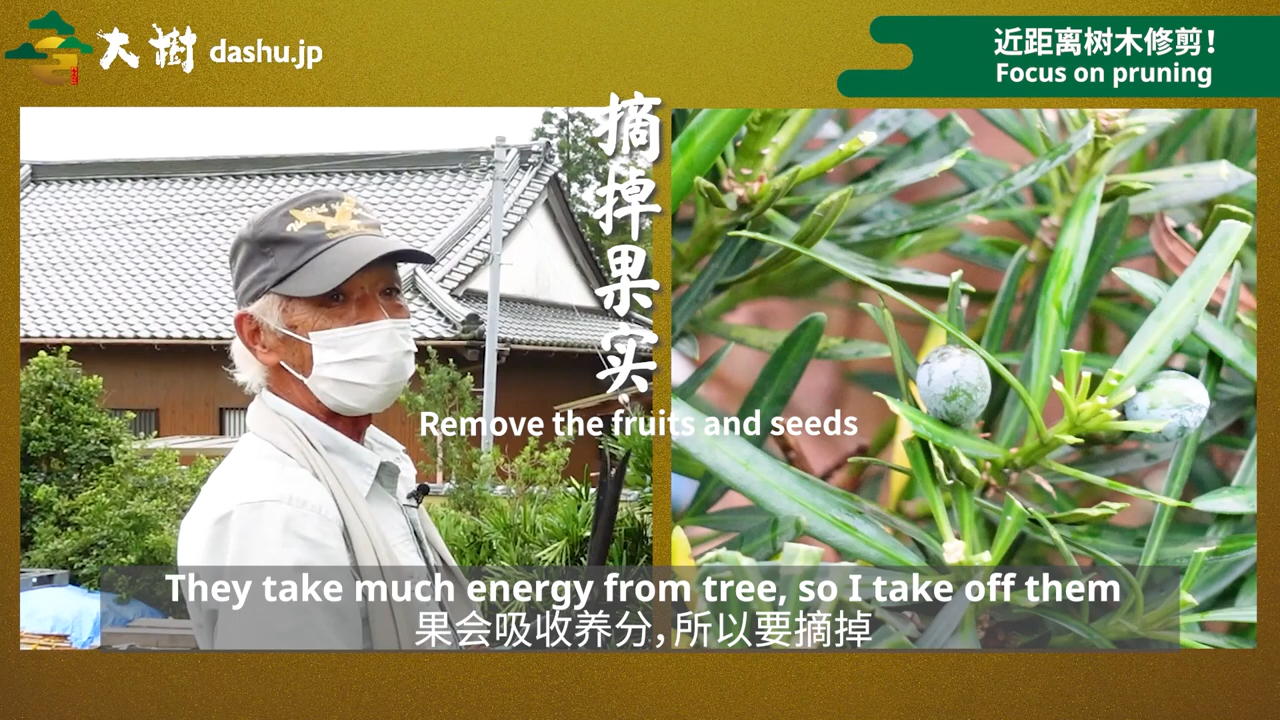 大樹 dashu.jp
近距离树木修剪！
Focus on pruning
摘掉果实
Remove the fruits and seeds
They take much energy from tree, so I take off them
果会吸收养分，所以要摘掉